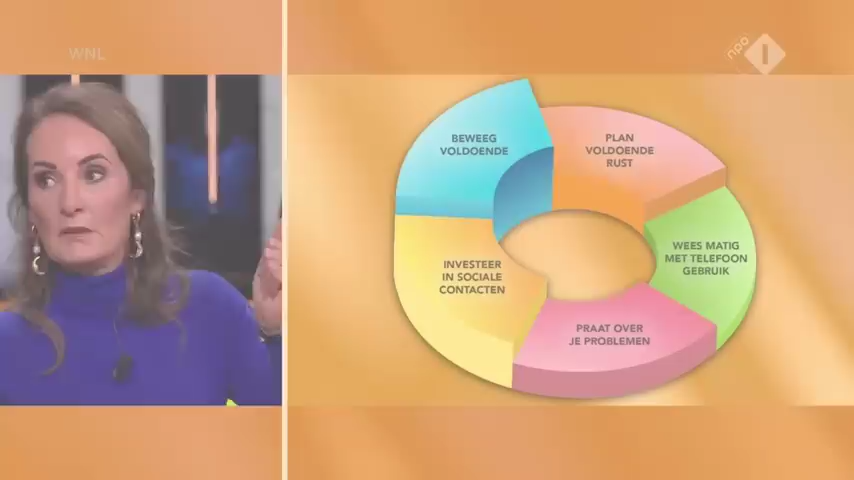 WNL
npo 1
BEWEEG
VOLDOENDE
PLAN
VOLDOENDE
RUST
WEES MATIG
MET TELEFOON
GEBRUIK
INVESTEER
IN SOCIALE
CONTACTEN
PRAAT OVER
JE PROBLEMEN